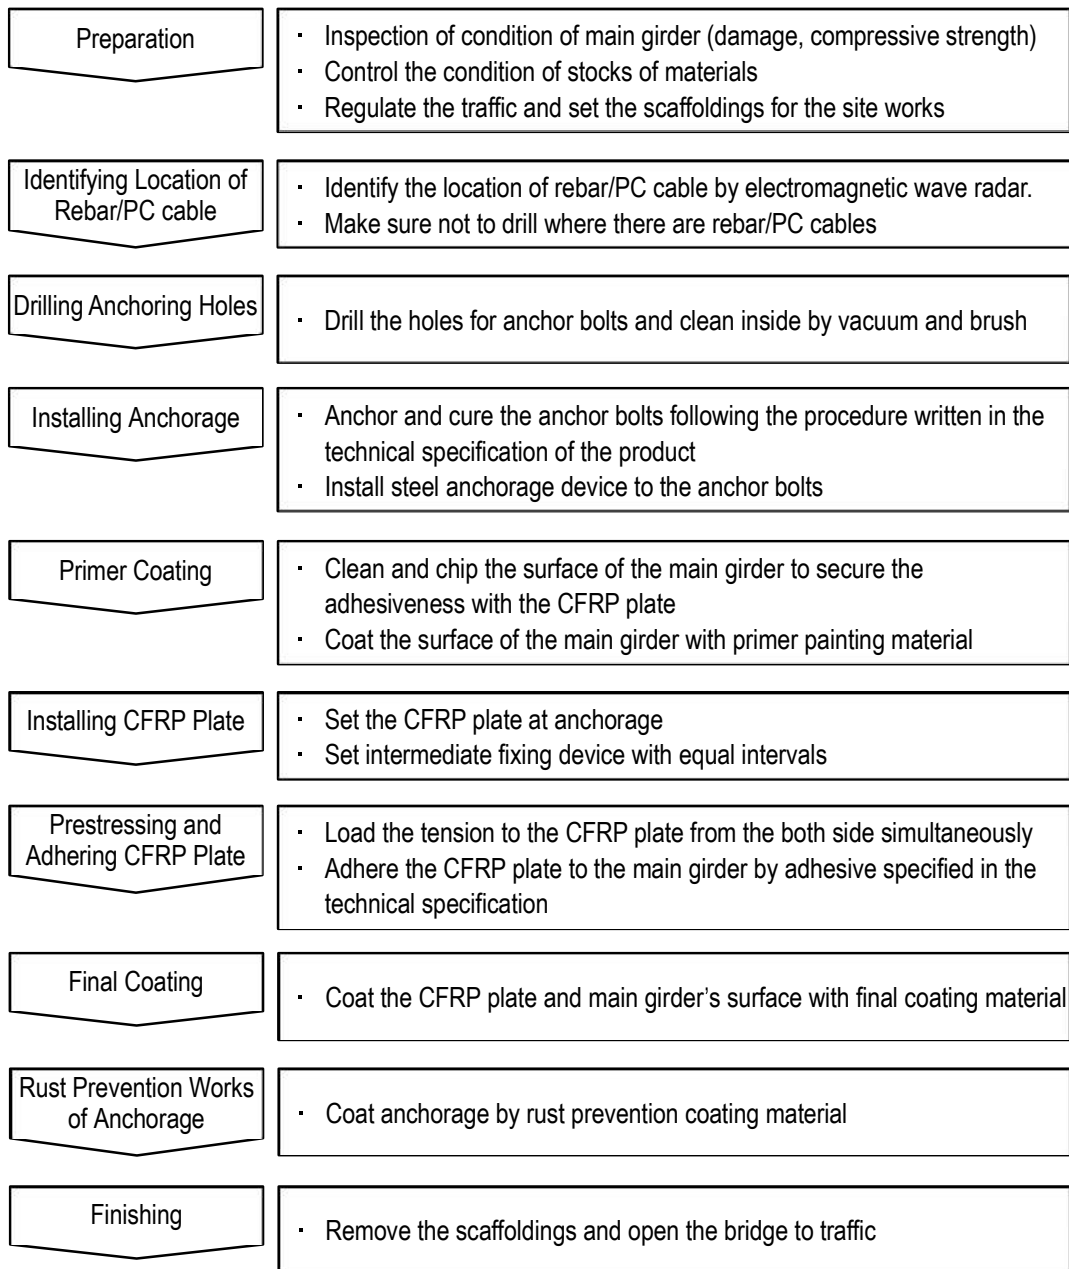 Preparation
· Inspection of condition of main girder (damage, compressive strength)
· Control the condition of stocks of materials
· Regulate the traffic and set the scaffoldings for the site works
Identifying Location of
Rebar/PC cable
· Identify the location of rebar/PC cable by electromagnetic wave radar.
· Make sure not to drill where there are rebar/PC cables
Drilling Anchoring Holes
· Drill the holes for anchor bolts and clean inside by vacuum and brush
Installing Anchorage
· Anchor and cure the anchor bolts following the procedure written in the
technical specification of the product
· Install steel anchorage device to the anchor bolts
Primer Coating
· Clean and chip the surface of the main girder to secure the
adhesiveness with the CFRP plate
· Coat the surface of the main girder with primer painting material
Installing CFRP Plate
· Set the CFRP plate at anchorage
· Set intermediate fixing device with equal intervals
Prestressing and
Adhering CFRP Plate
· Load the tension to the CFRP plate from the both side simultaneously
· Adhere the CFRP plate to the main girder by adhesive specified in the
technical specification
Final Coating
· Coat the CFRP plate and main girder's surface with final coating material
Rust Prevention Works
of Anchorage
· Coat anchorage by rust prevention coating material
Finishing
· Remove the scaffoldings and open the bridge to traffic